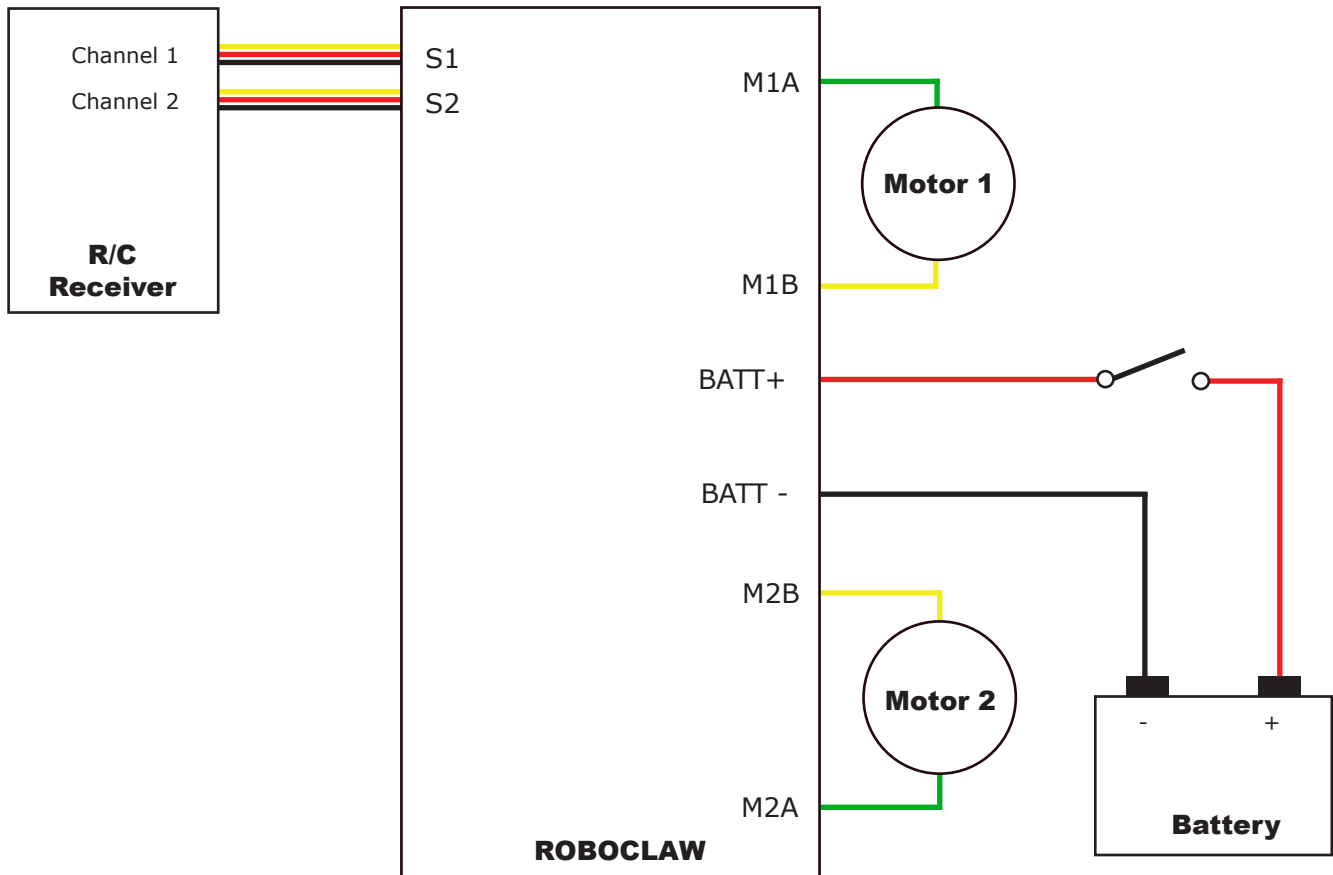 Channel 1
Channel 2
R/C
Receiver
S1
S2
M1A
Motor 1
M1B
BATT+
BATT -
M2B
Motor 2
M2A
ROBOCLAW
- +
Battery